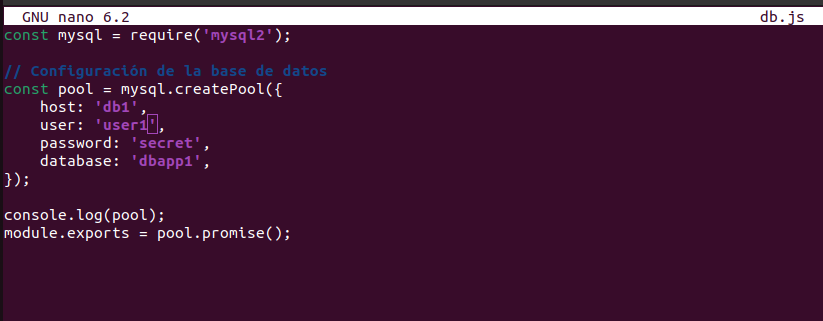 GNU nano 6.2 db.js
const mysql = require('mysql2');
// Configuración de la base de datos
const pool = mysql.createPool({
    host: 'db1',
    user: 'user1',
    password: 'secret',
    database: 'dbapp1',
});
console.log(pool);
module.exports = pool.promise();